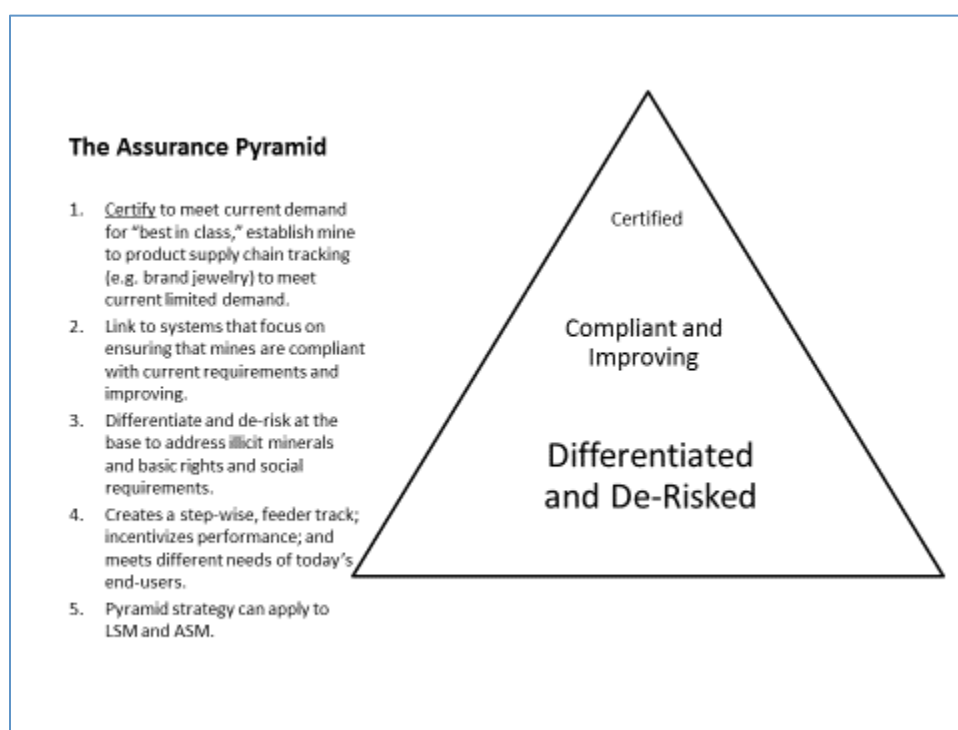 The Assurance Pyramid
1. Certify to meet current demand
for “best in class,” establish mine
to product supply chain tracking
(e.g. brand jewelry) to meet
current limited demand.
2. Link to systems that focus on
ensuring that mines are compliant
with current requirements and
improving.
3. Differentiate and de-risk at the
base to address illicit minerals
and basic rights and social
requirements.
4. Creates a step-wise, feeder track;
incentivizes performance; and
meets different needs of today’s
end-users.
5. Pyramid strategy can apply to
LSM and ASM.
Certified
Compliant and
Improving
Differentiated
and De-Risked